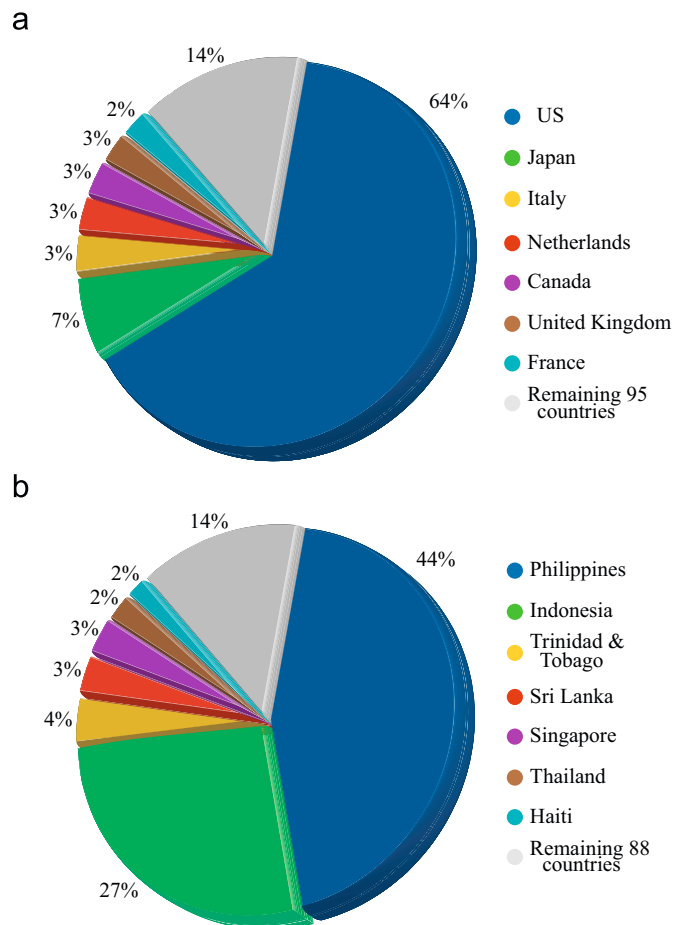 a
14%
2%
64%
3%
3%
3%
3%
7%
US
Japan
Italy
Netherlands
Canada
United Kingdom
France
Remaining 95
countries
b
14%
44%
2%
2%
3%
3%
4%
27%
Philippines
Indonesia
Trinidad &
Tobago
Sri Lanka
Singapore
Thailand
Haiti
Remaining 88
countries